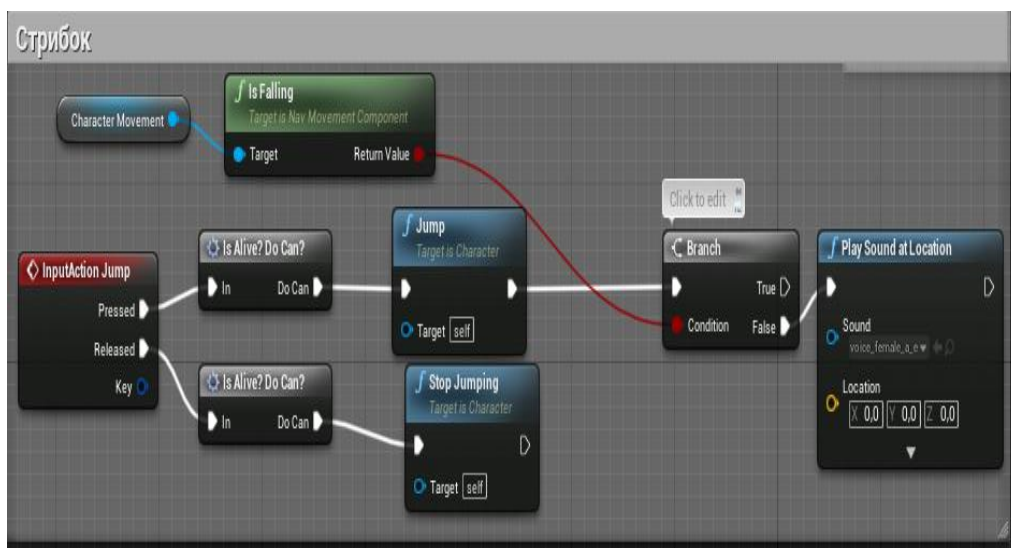 Стрибок
Character Movement
Is Falling
Target is Nav Movement Component
Target
Return Value
InputAction Jump
Pressed
Released
Key
Is Alive? Do Can?
In
Do Can
Jump
Target is Character
Target
self
Is Alive? Do Can?
In
Do Can
Stop Jumping
Target is Character
Target
self
Click to edit
Branch
True
Condition
False
Play Sound at Location
Sound
voice_female_a_e
Location
X 0,0 Y 0,0 Z 0,0